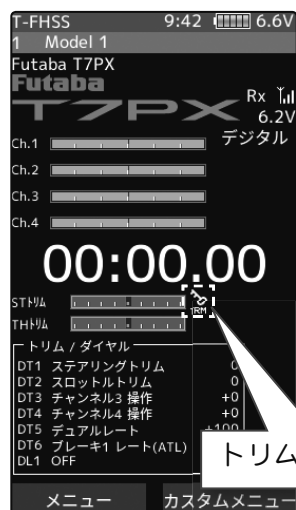 T-FHSS 9:42 6.6V
1 Model 1
Futaba T7PX
Futaba
T7PX
Rx
6.2V
デジタル
Ch.1
Ch.2
Ch.3
Ch.4
00:00.00
STトリム
TRM
THトリム
トリム / ダイヤル
DT1 ステアリングトリム 0
DT2 スロットルトリム 0
DT3 チャンネル3 操作 +0
DT4 チャンネル4 操作 +0
DT5 デュアルレート +100
DT6 ブレーキ1 レート(ATL)
DL1 OFF
トリム
メニュー カスタムメニュー